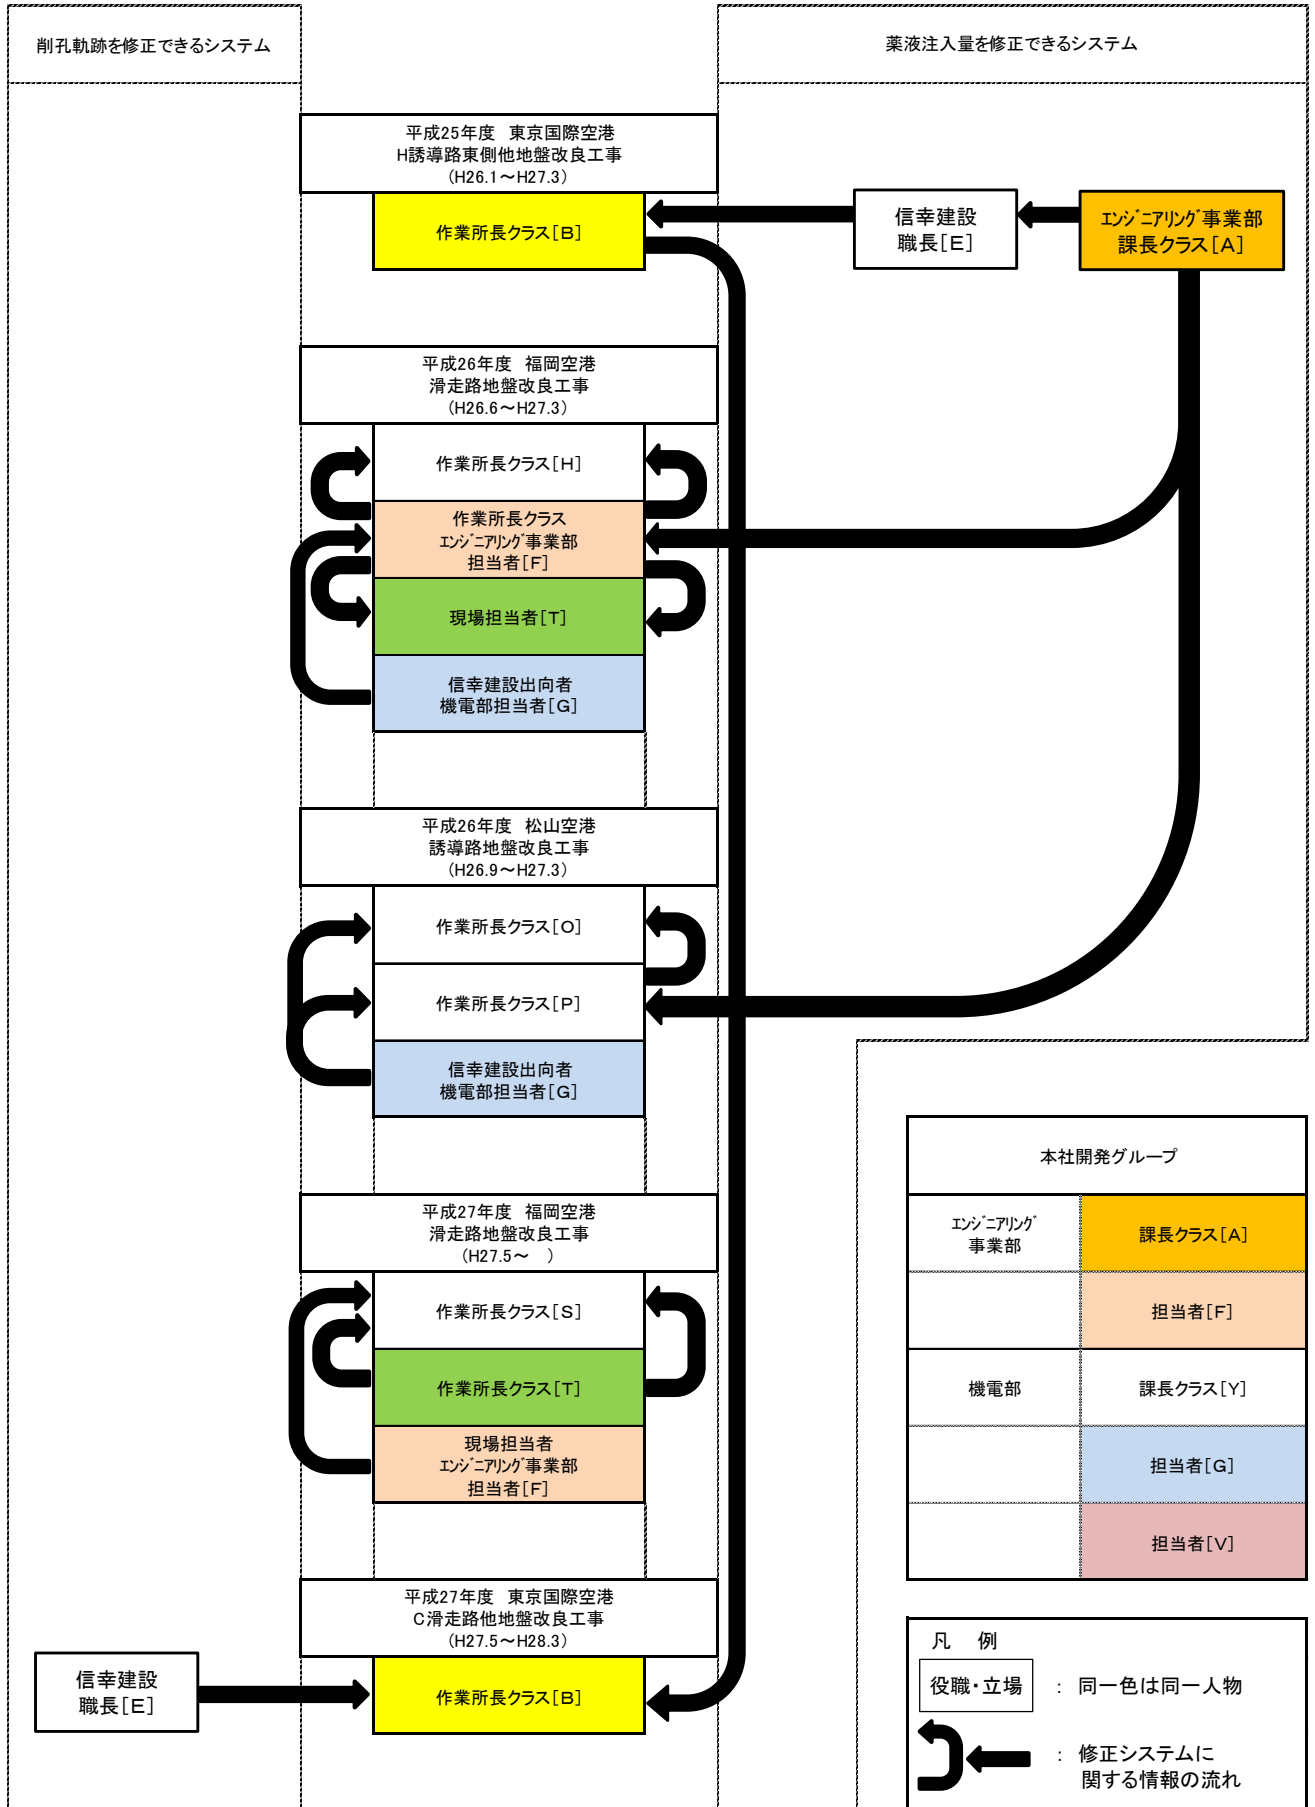 削孔軌跡を修正できるシステム
薬液注入量を修正できるシステム
平成25年度 東京国際空港
H誘導路東側他地盤改良工事
(H26.1～H27.3)
作業所長クラス[B]
信幸建設
職長[E]
エンジニアリング事業部
課長クラス[A]
平成26年度 福岡空港
滑走路地盤改良工事
(H26.6～H27.3)
作業所長クラス[H]
作業所長クラス
エンジニアリング事業部
担当者[F]
現場担当者[T]
信幸建設出向者
機電部担当者[G]
平成26年度 松山空港
誘導路地盤改良工事
(H26.9～H27.3)
作業所長クラス[O]
作業所長クラス[P]
信幸建設出向者
機電部担当者[G]
平成27年度 福岡空港
滑走路地盤改良工事
(H27.5～ )
作業所長クラス[S]
作業所長クラス[T]
現場担当者
エンジニアリング事業部
担当者[F]
平成27年度 東京国際空港
C滑走路他地盤改良工事
(H27.5～H28.3)
信幸建設
職長[E]
作業所長クラス[B]
本社開発グループ
エンジニアリング
事業部
課長クラス[A]
担当者[F]
機電部
課長クラス[Y]
担当者[G]
担当者[V]
凡 例
役職・立場 : 同一色は同一人物
: 修正システムに
関する情報の流れ